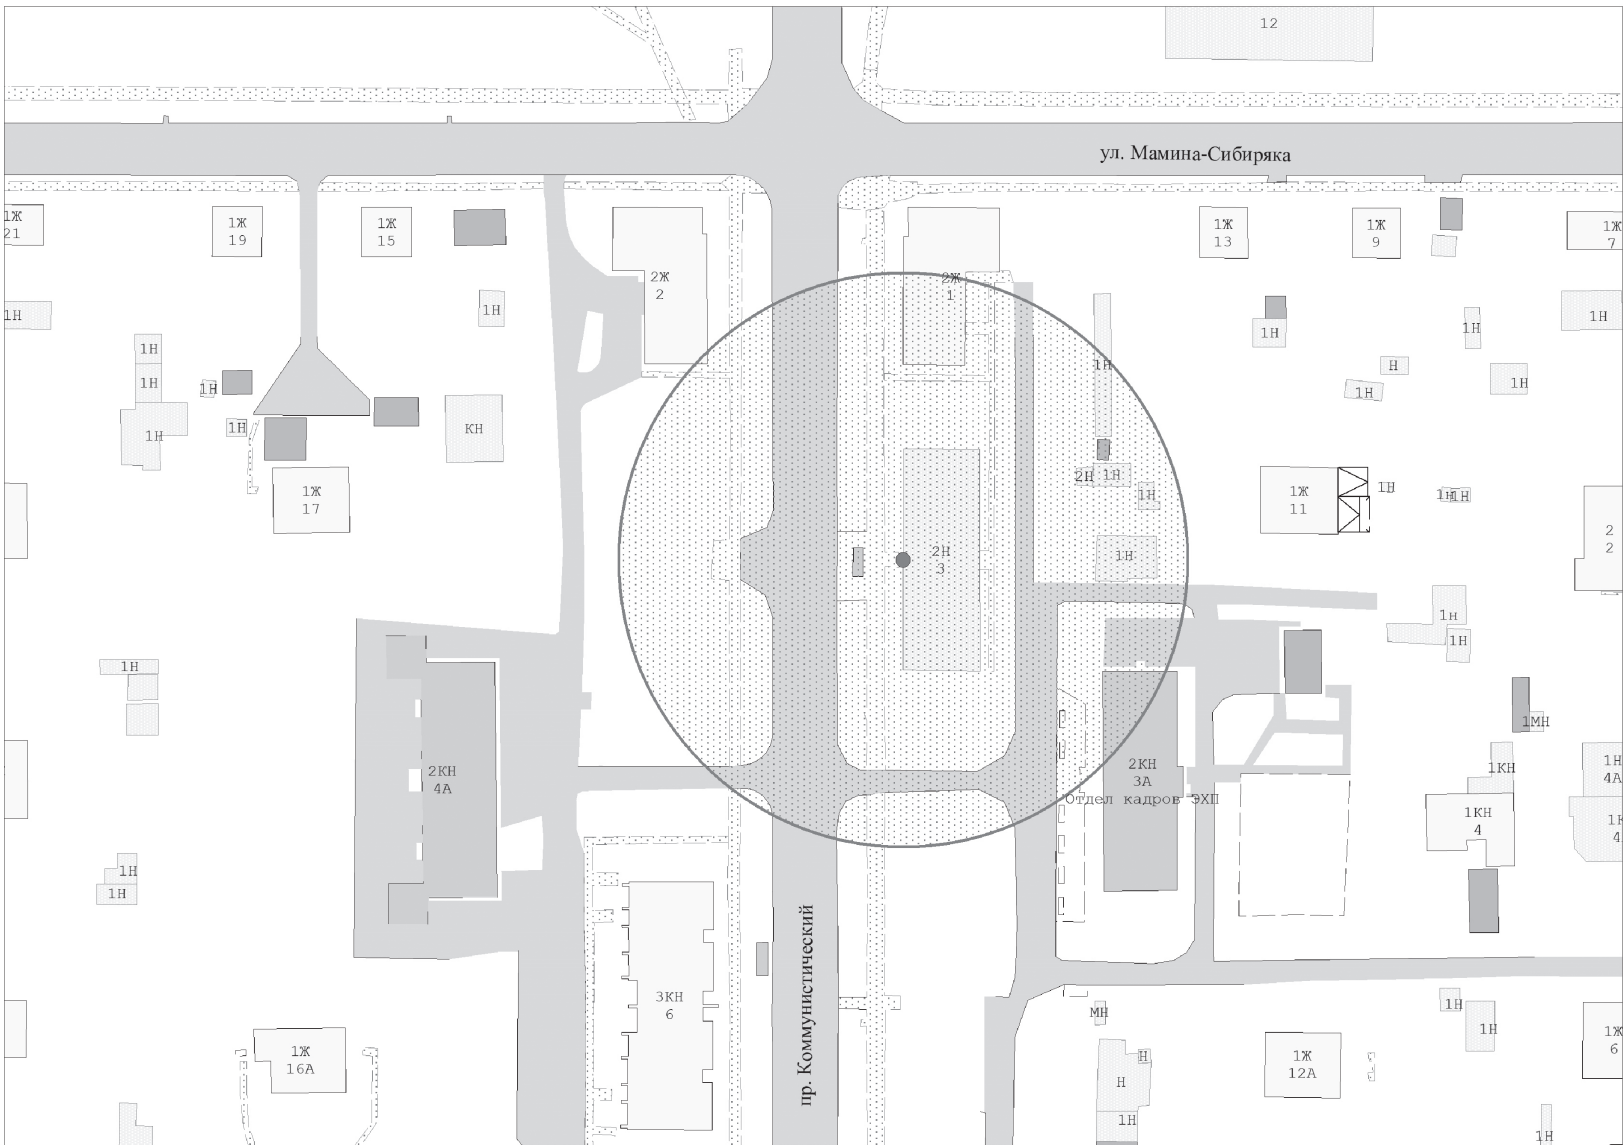 12
ул. Мамина-Сибиряка
1Ж
21
1Ж
19
1Ж
15
2Ж
2
2Ж
1
1Ж
13
1Ж
9
1Ж
7
1Н
1Н
1Н
1Н
1Н
1Н
1Н
1Н
1Н
1Н
Н
1Н
1Н
1Н
1Н
КН
1Ж
17
2Н
1Н
1Н
1Ж
11
1Н
1Н
1Н
2Н
3
1Н
2
2
1Н
1Н
1Н
2КН
4А
2КН
3А
Отдел кадров ЭХП
1МН
1КН
1Н
4А
1КН
4
1Н
1Н
3КН
6
пр. Коммунистический
МН
1Н
1Н
1Ж
16А
Н
Н
1Н
1Ж
12А
1Ж
6
1Н